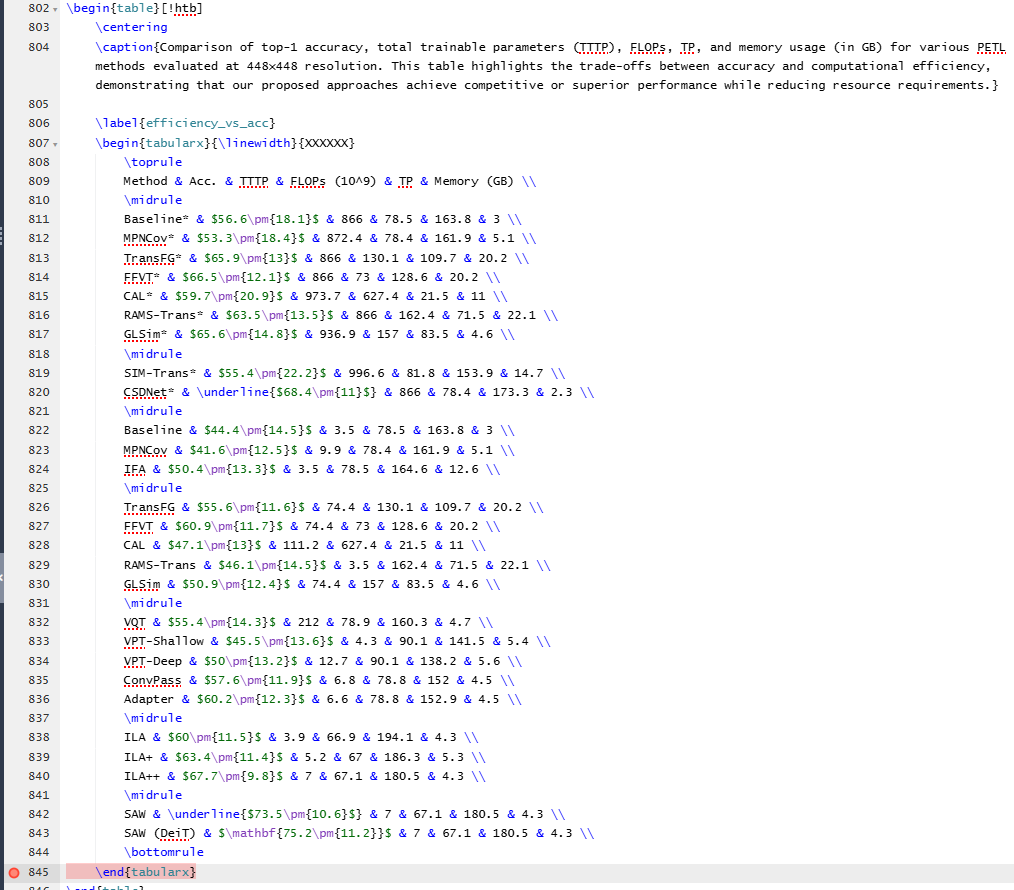 802 \begin{table}[!htb]
803 \centering
804 \caption{Comparison of top-1 accuracy, total trainable parameters (TTTP), FLOPs, TP, and memory usage (in GB) for various PETL
methods evaluated at 448×448 resolution. This table highlights the trade-offs between accuracy and computational efficiency,
demonstrating that our proposed approaches achieve competitive or superior performance while reducing resource requirements.}
805
806 \label{efficiency_vs_acc}
807 \begin{tabularx}{\linewidth}{XXXXXX}
808 \toprule
809 Method & Acc. & TTTP & FLOPs (10^9) & TP & Memory (GB) \\
810 \midrule
811 Baseline* & $56.6\pm{18.1}$ & 866 & 78.5 & 163.8 & 3 \\
812 MPNCov* & $53.3\pm{18.4}$ & 872.4 & 78.4 & 161.9 & 5.1 \\
813 TransFG* & $65.9\pm{13}$ & 866 & 130.1 & 109.7 & 20.2 \\
814 FFVT* & $66.5\pm{12.1}$ & 866 & 73 & 128.6 & 20.2 \\
815 CAL* & $59.7\pm{20.9}$ & 973.7 & 627.4 & 21.5 & 11 \\
816 RAMS-Trans* & $63.5\pm{13.5}$ & 866 & 162.4 & 71.5 & 22.1 \\
817 GLSim* & $65.6\pm{14.8}$ & 936.9 & 157 & 83.5 & 4.6 \\
818 \midrule
819 SIM-Trans* & $55.4\pm{22.2}$ & 996.6 & 81.8 & 153.9 & 14.7 \\
820 CSDNet* & \underline{$68.4\pm{11}$} & 866 & 78.4 & 173.3 & 2.3 \\
821 \midrule
822 Baseline & $44.4\pm{14.5}$ & 3.5 & 78.5 & 163.8 & 3 \\
823 MPNCov & $41.6\pm{12.5}$ & 9.9 & 78.4 & 161.9 & 5.1 \\
824 IFA & $50.4\pm{13.3}$ & 3.5 & 78.5 & 164.6 & 12.6 \\
825 \midrule
826 TransFG & $55.6\pm{11.6}$ & 74.4 & 130.1 & 109.7 & 20.2 \\
827 FFVT & $60.9\pm{11.7}$ & 74.4 & 73 & 128.6 & 20.2 \\
828 CAL & $47.1\pm{13}$ & 111.2 & 627.4 & 21.5 & 11 \\
829 RAMS-Trans & $46.1\pm{14.5}$ & 3.5 & 162.4 & 71.5 & 22.1 \\
830 GLSim & $50.9\pm{12.4}$ & 74.4 & 157 & 83.5 & 4.6 \\
831 \midrule
832 VQT & $55.4\pm{14.3}$ & 212 & 78.9 & 160.3 & 4.7 \\
833 VPT-Shallow & $45.5\pm{13.6}$ & 4.3 & 90.1 & 141.5 & 5.4 \\
834 VPT-Deep & $50\pm{13.2}$ & 12.7 & 90.1 & 138.2 & 5.6 \\
835 ConvPass & $57.6\pm{11.9}$ & 6.8 & 78.8 & 152 & 4.5 \\
836 Adapter & $60.2\pm{12.3}$ & 6.6 & 78.8 & 152.9 & 4.5 \\
837 \midrule
838 ILA & $60\pm{11.5}$ & 3.9 & 66.9 & 194.1 & 4.3 \\
839 ILA+ & $63.4\pm{11.4}$ & 5.2 & 67 & 186.3 & 5.3 \\
840 ILA++ & $67.7\pm{9.8}$ & 7 & 67.1 & 180.5 & 4.3 \\
841 \midrule
842 SAW & \underline{$73.5\pm{10.6}$} & 7 & 67.1 & 180.5 & 4.3 \\
843 SAW (DeiT) & $\mathbf{75.2\pm{11.2}}$ & 7 & 67.1 & 180.5 & 4.3 \\
844 \bottomrule
845 \end{tabularx}